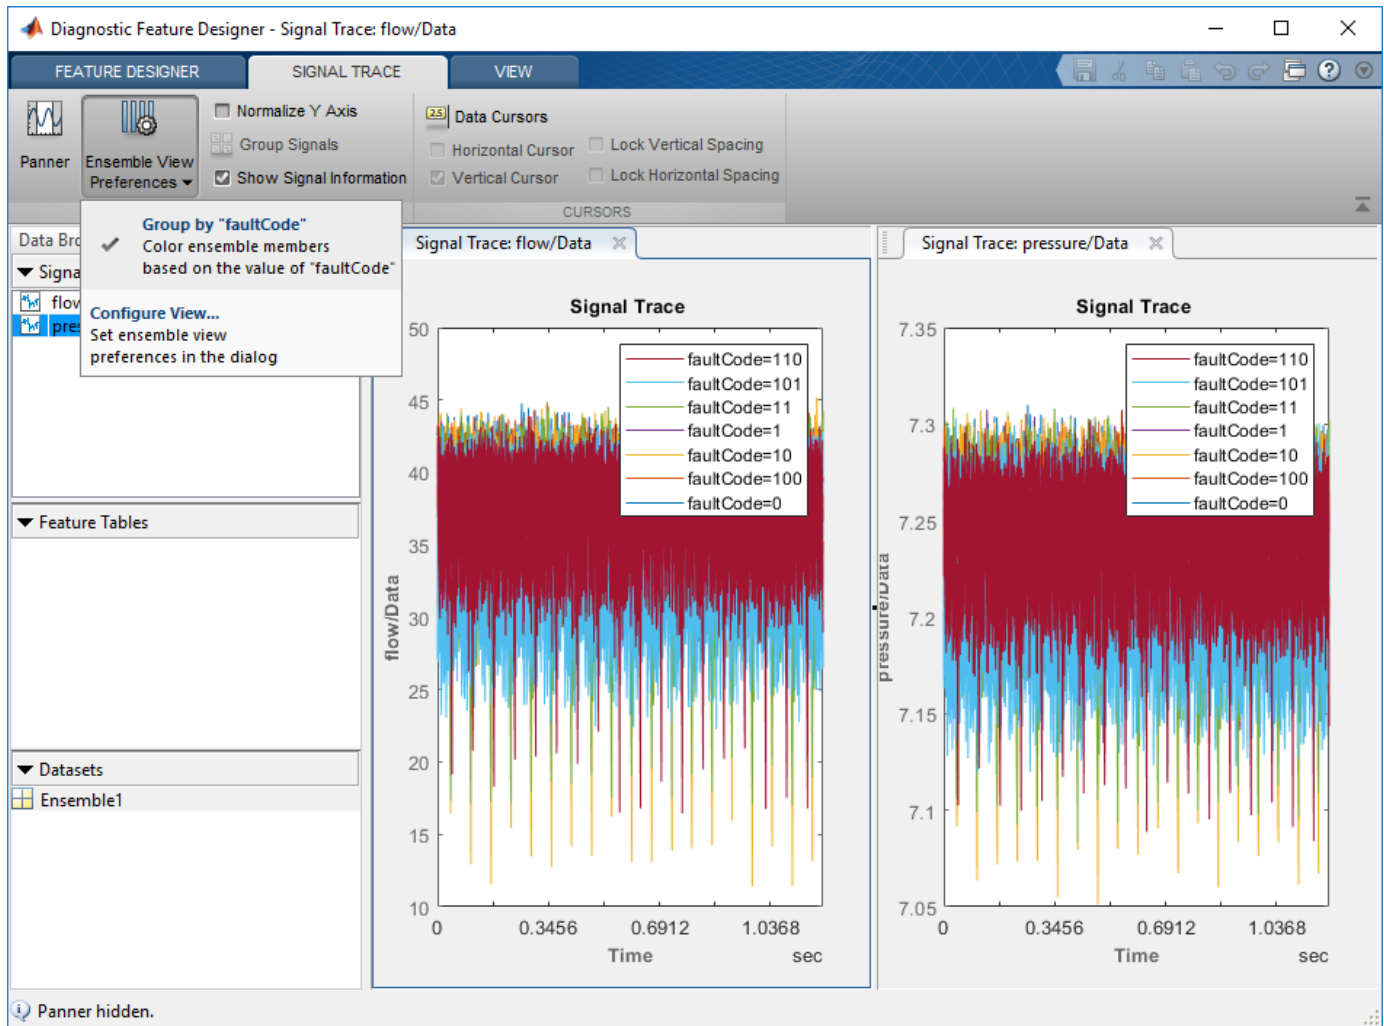 Diagnostic Feature Designer - Signal Trace: flow/Data
FEATURE DESIGNER
SIGNAL TRACE
VIEW
Panner
Ensemble View
Preferences
Normalize Y Axis
Group Signals
Show Signal Information
2.5
Data Cursors
Horizontal Cursor
Vertical Cursor
Lock Vertical Spacing
Lock Horizontal Spacing
CURSORS
Group by "faultCode"
Color ensemble members
based on the value of "faultCode"
Configure View...
Set ensemble view
preferences in the dialog
Data Bro
Signa
flow
pres
Feature Tables
Datasets
Ensemble1
Signal Trace: flow/Data
Signal Trace
50
45
40
35
30
25
20
15
10
flow/Data
faultCode=110
faultCode=101
faultCode=11
faultCode=1
faultCode=10
faultCode=100
faultCode=0
0
0.3456
0.6912
1.0368
Time
sec
Signal Trace: pressure/Data
Signal Trace
7.35
7.3
7.25
7.2
7.15
7.1
7.05
pressure/Data
faultCode=110
faultCode=101
faultCode=11
faultCode=1
faultCode=10
faultCode=100
faultCode=0
0
0.3456
0.6912
1.0368
Time
sec
Panner hidden.